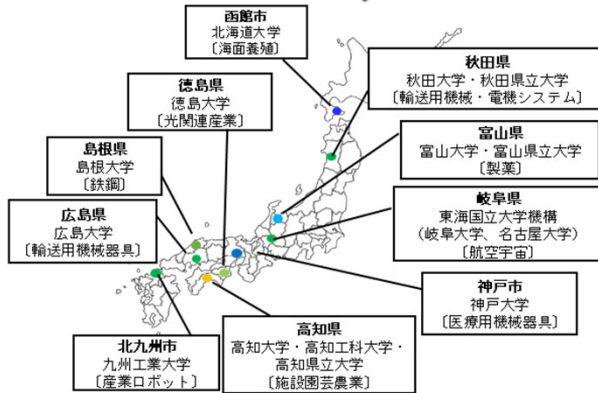 函館市
北海道大学
〔海面養殖〕
秋田県
秋田大学・秋田県立大学
〔輸送用機械・電機システム〕
徳島県
徳島大学
〔光関連産業〕
富山県
富山大学・富山県立大学
〔製薬〕
島根県
島根大学
〔鉄鋼〕
岐阜県
東海国立大学機構
（岐阜大学、名古屋大学）
〔航空宇宙〕
広島県
広島大学
〔輸送用機械器具〕
神戸市
神戸大学
〔医療用機械器具〕
高知県
高知大学・高知工科大学・
高知県立大学
〔施設園芸農業〕
北九州市
九州工業大学
〔産業ロボット〕